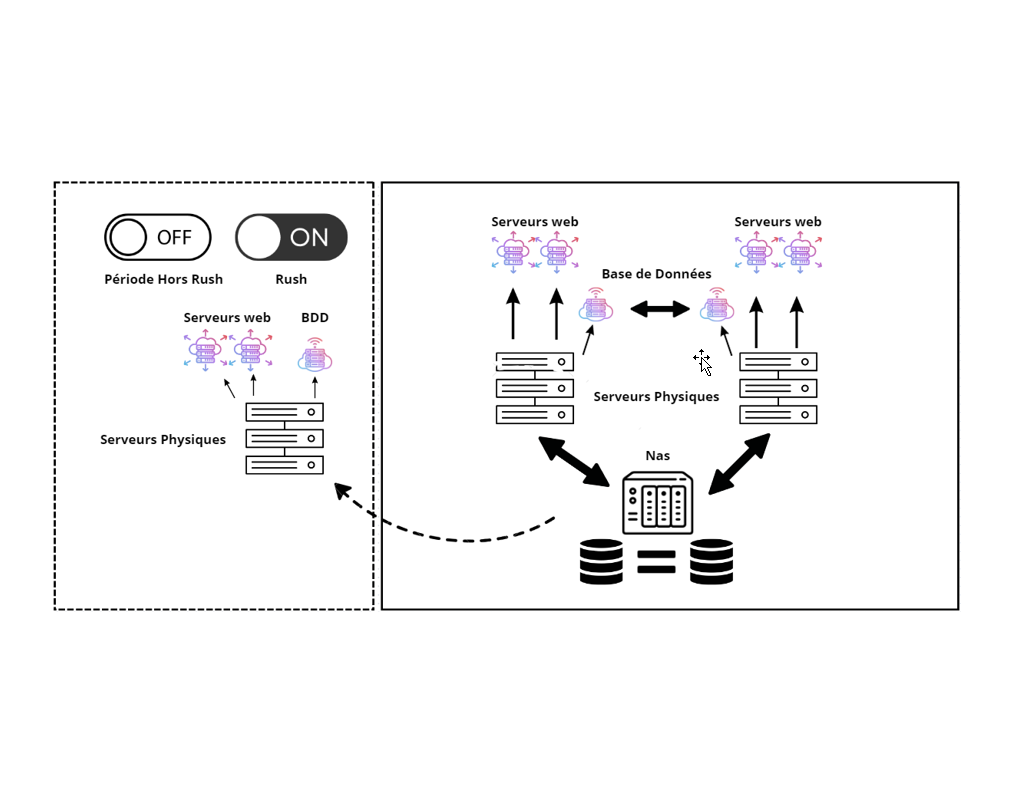 OFF
ON
Période Hors Rush
Rush
Serveurs web
BDD
Serveurs Physiques
Serveurs web
Serveurs web
Base de Données
Serveurs Physiques
Nas